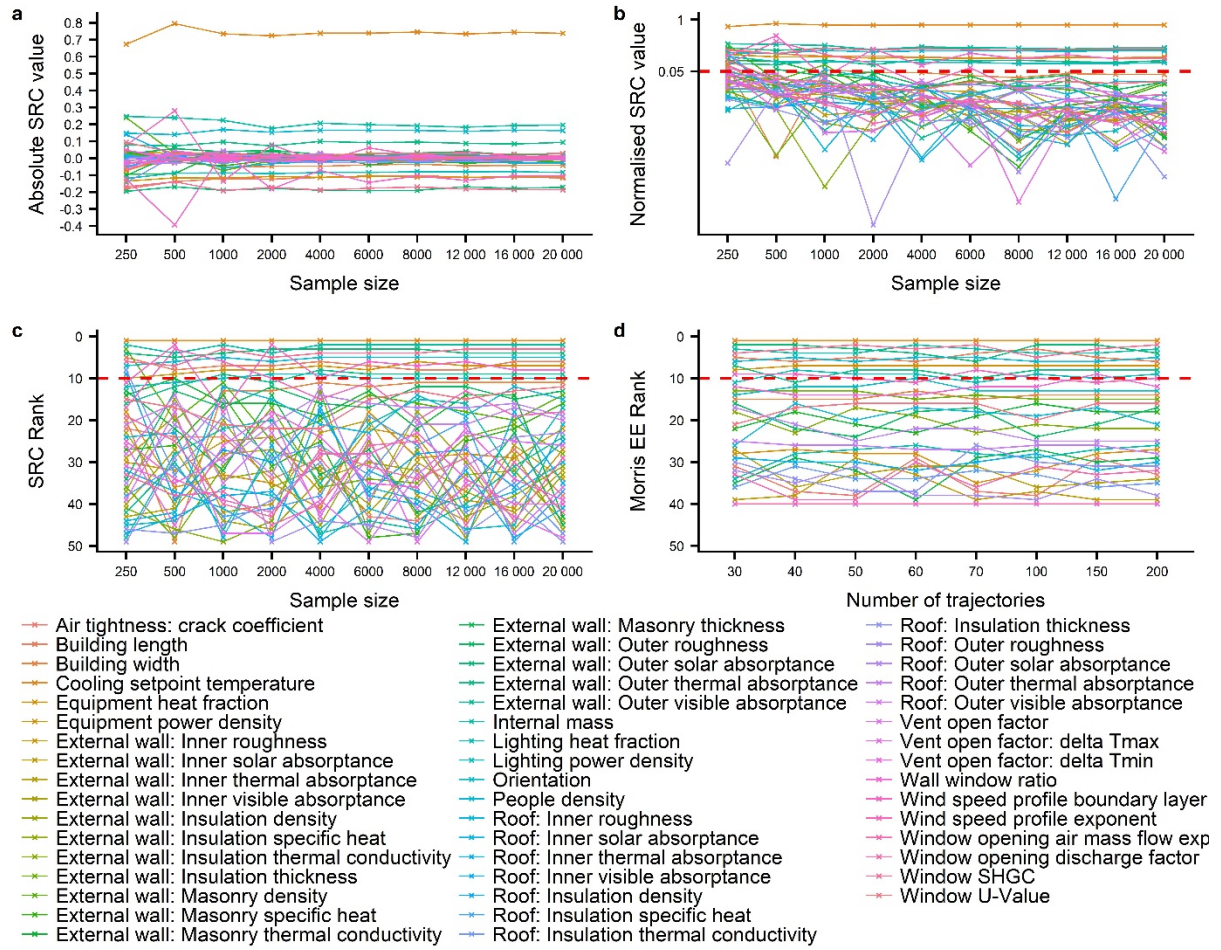 a
0.8
0.7
0.6
0.5
0.4
0.3
0.2
0.1
0.0
-0.1
-0.2
-0.3
-0.4
Absolute SRC value
250 500 1000 2000 4000 6000 8000 12 000 16 000 20 000
Sample size
b
1
0.05
Normalised SRC value
250 500 1000 2000 4000 6000 8000 12 000 16 000 20 000
Sample size
c
0
10
20
30
40
50
SRC Rank
250 500 1000 2000 4000 6000 8000 12 000 16 000 20 000
Sample size
d
0
10
20
30
40
50
Morris EE Rank
30 40 50 60 70 100 150 200
Number of trajectories
Air tightness: crack coefficient
Building length
Building width
Cooling setpoint temperature
Equipment heat fraction
Equipment power density
External wall: Inner roughness
External wall: Inner solar absorptance
External wall: Inner thermal absorptance
External wall: Inner visible absorptance
External wall: Insulation density
External wall: Insulation specific heat
External wall: Insulation thermal conductivity
External wall: Insulation thickness
External wall: Masonry density
External wall: Masonry specific heat
External wall: Masonry thermal conductivity
External wall: Masonry thickness
External wall: Outer roughness
External wall: Outer solar absorptance
External wall: Outer thermal absorptance
External wall: Outer visible absorptance
Internal mass
Lighting heat fraction
Lighting power density
Orientation
People density
Roof: Inner roughness
Roof: Inner solar absorptance
Roof: Inner thermal absorptance
Roof: Inner visible absorptance
Roof: Insulation density
Roof: Insulation specific heat
Roof: Insulation thermal conductivity
Roof: Insulation thickness
Roof: Outer roughness
Roof: Outer solar absorptance
Roof: Outer thermal absorptance
Roof: Outer visible absorptance
Vent open factor
Vent open factor: delta Tmax
Vent open factor: delta Tmin
Wall window ratio
Wind speed profile boundary layer
Wind speed profile exponent
Window opening air mass flow exp
Window opening discharge factor
Window SHGC
Window U-Value